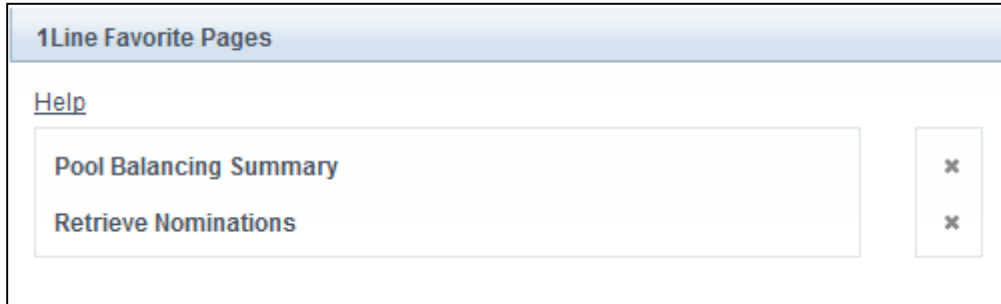 1Line Favorite Pages
Help
Pool Balancing Summary
Retrieve Nominations